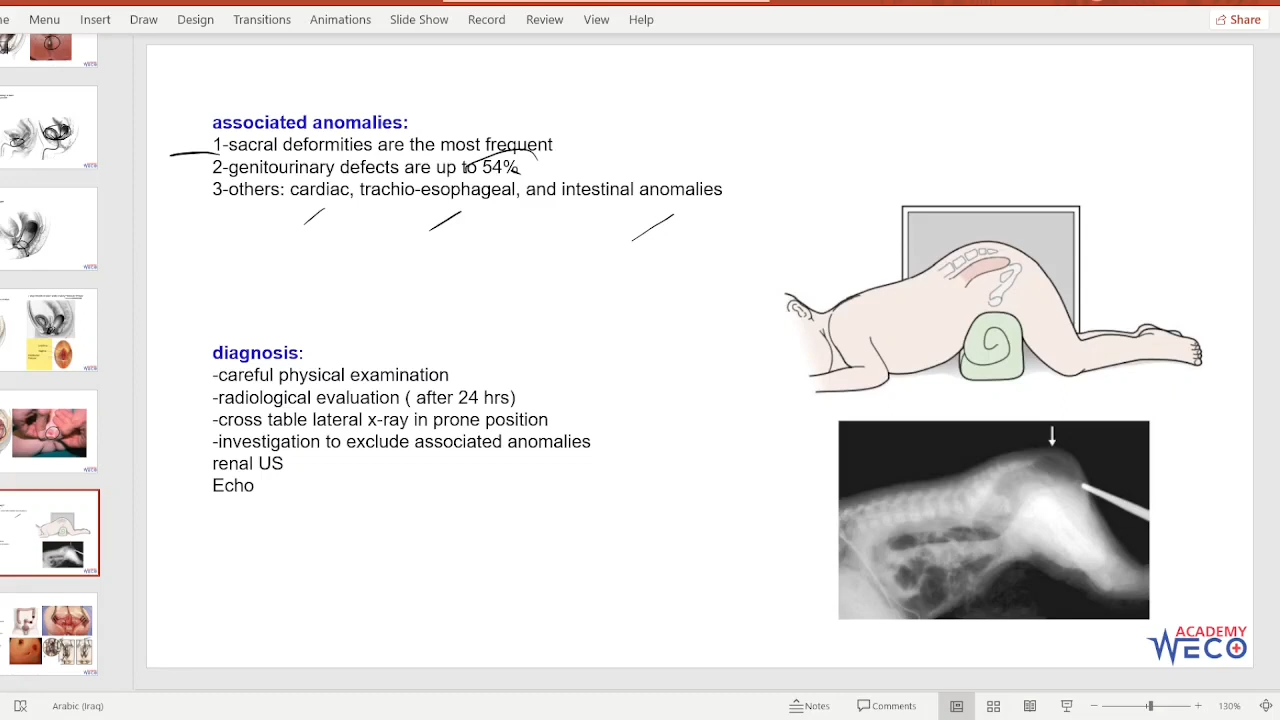 Menu Insert Draw Design Transitions Animations Slide Show Record Review View Help Share
associated anomalies:
1-sacral deformities are the most frequent
2-genitourinary defects are up to 54%
3-others: cardiac, trachio-esophageal, and intestinal anomalies
diagnosis:
-careful physical examination
-radiological evaluation ( after 24 hrs)
-cross table lateral x-ray in prone position
-investigation to exclude associated anomalies
renal US
Echo
ACADEMY
WECO
Arabic (Iraq) Notes Comments 130%